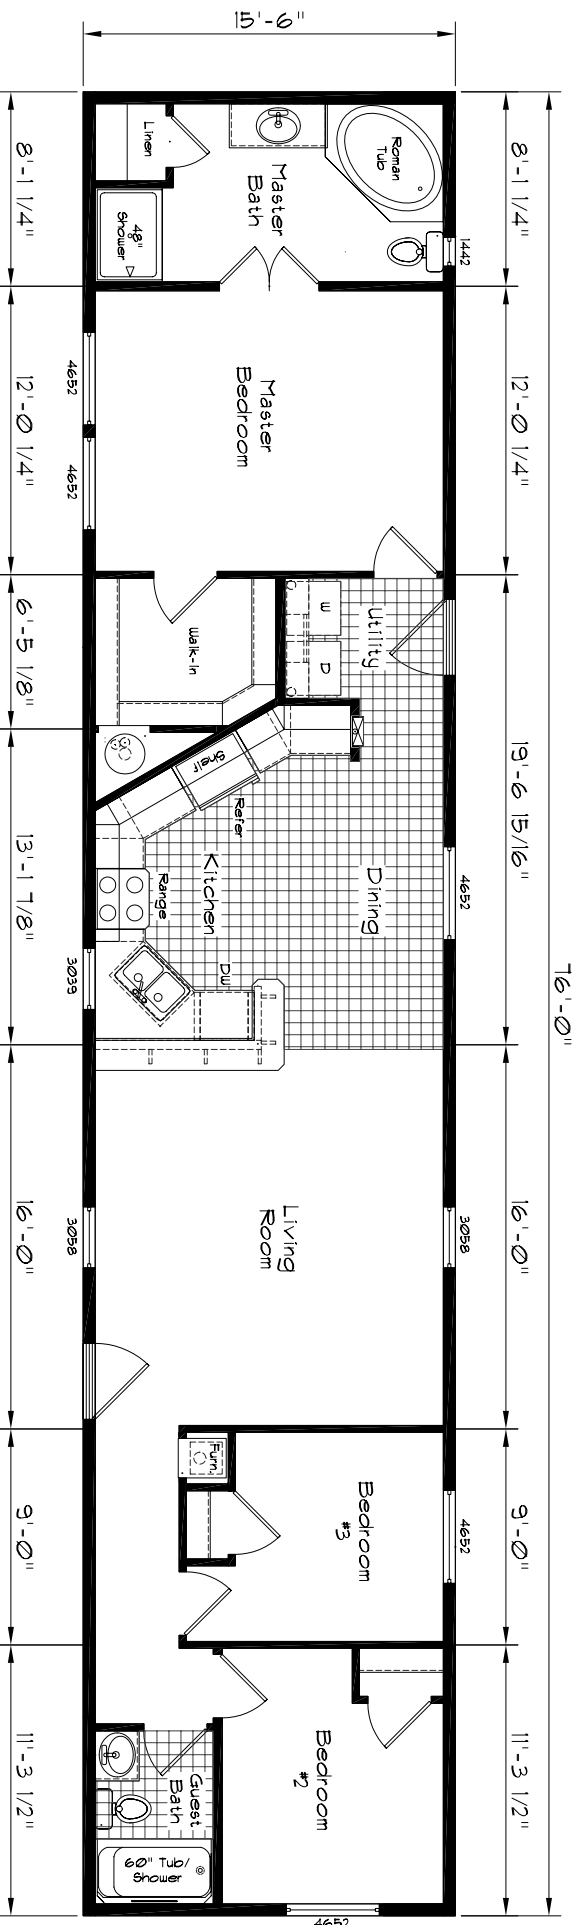 15'-6"
8'-1 1/4"
12'-0 1/4"
6'-5 1/8"
13'-1 7/8"
16'-0"
9'-0"
11'-3 1/2"
8'-1 1/4"
12'-0 1/4"
19'-6 15/16"
16'-0"
9'-0"
11'-3 1/2"
76'-0"
Linen
Roman
Tub
Master
Bath
48"
Shower
1442
Master
Bedroom
4652
4652
Walk-In
W
D
Utility
Shelf
Refer
Kitchen
Dining
Range
DW
4652
3039
Living
Room
3058
3058
Furn.
Bedroom
#3
4652
Bedroom
#2
Guest
Bath
60" Tub/
Shower
4652